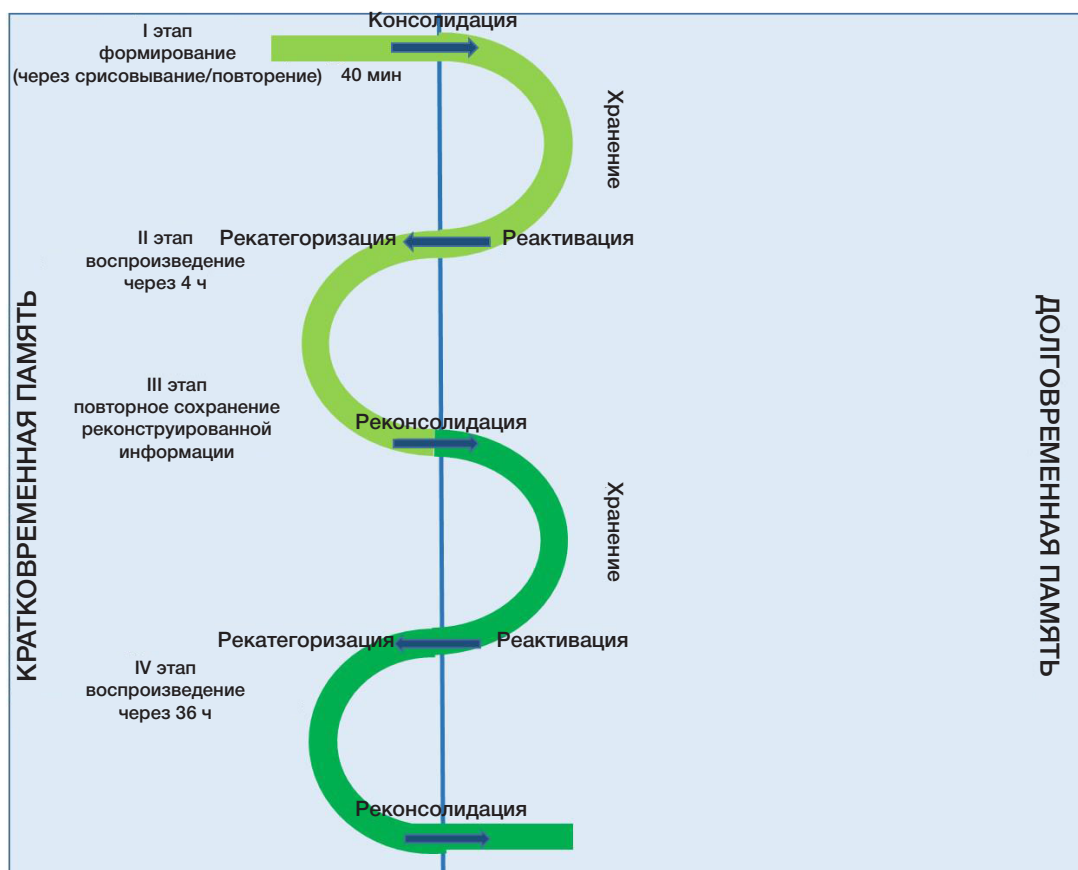 I этап
формирование
(через срисовывание/повторение)
Консолидация
40 мин
Хранение
II этап
воспроизведение
через 4 ч
Рекатегоризация
Реактивация
КРАТКОВРЕМЕННАЯ ПАМЯТЬ
ДОЛГОВРЕМЕННАЯ ПАМЯТЬ
III этап
повторное сохранение
реконструированной
информации
Реконсолидация
Хранение
Рекатегоризация
Реактивация
IV этап
воспроизведение
через 36 ч
Реконсолидация